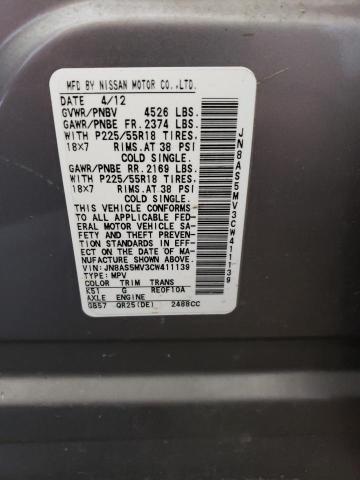 MFD BY NISSAN MOTOR CO.,LTD.
DATE 4/12
GVWR/PNBV 4526 LBS.
GAWR/PNBE FR. 2374 LBS.
WITH P225/55R18 TIRES.
18X7 RIMS.AT 38 PSI
COLD SINGLE.
GAWR/PNBE RR. 2169 LBS.
WITH P225/55R18 TIRES.
18X7 RIMS.AT 38 PSI
COLD SINGLE.
THIS VEHICLE CONFORMS
TO ALL APPLICABLE FED-
ERAL MOTOR VEHICLE SA-
FETY AND THEFT PREVEN-
TION STANDARDS IN EFF-
ECT ON THE DATE OF MA-
NUFACTURE SHOWN ABOVE.
VIN:JN8AS5MV3CW411139
TYPE: MPV
COLOR TRIM TRANS
K51 G RE0F10A
AXLE ENGINE
GB57 QR25(DE) 2488CC
JN8AS5MV3CW411139